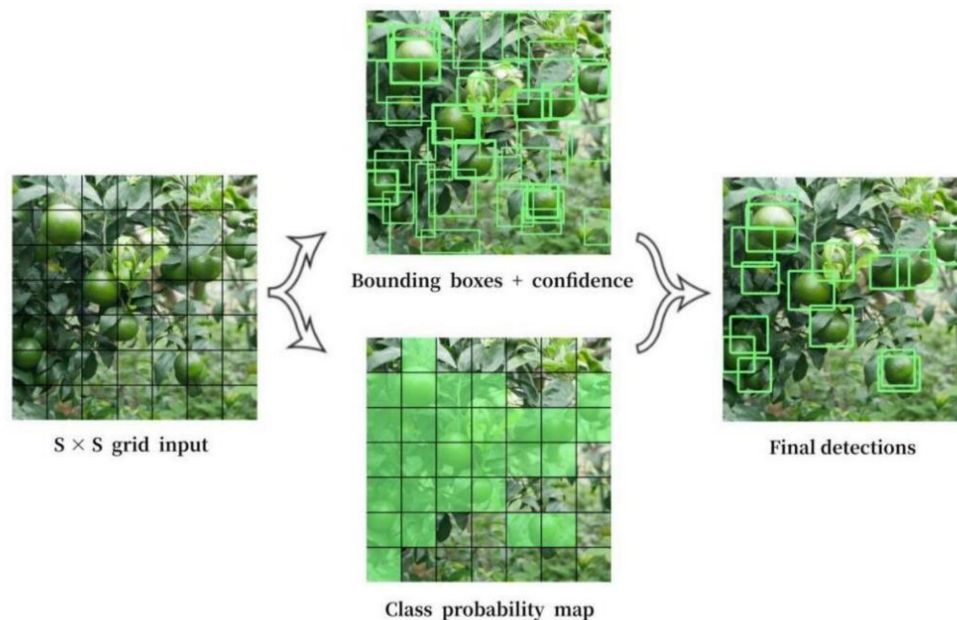 Bounding boxes + confidence
S × S grid input
Final detections
Class probability map